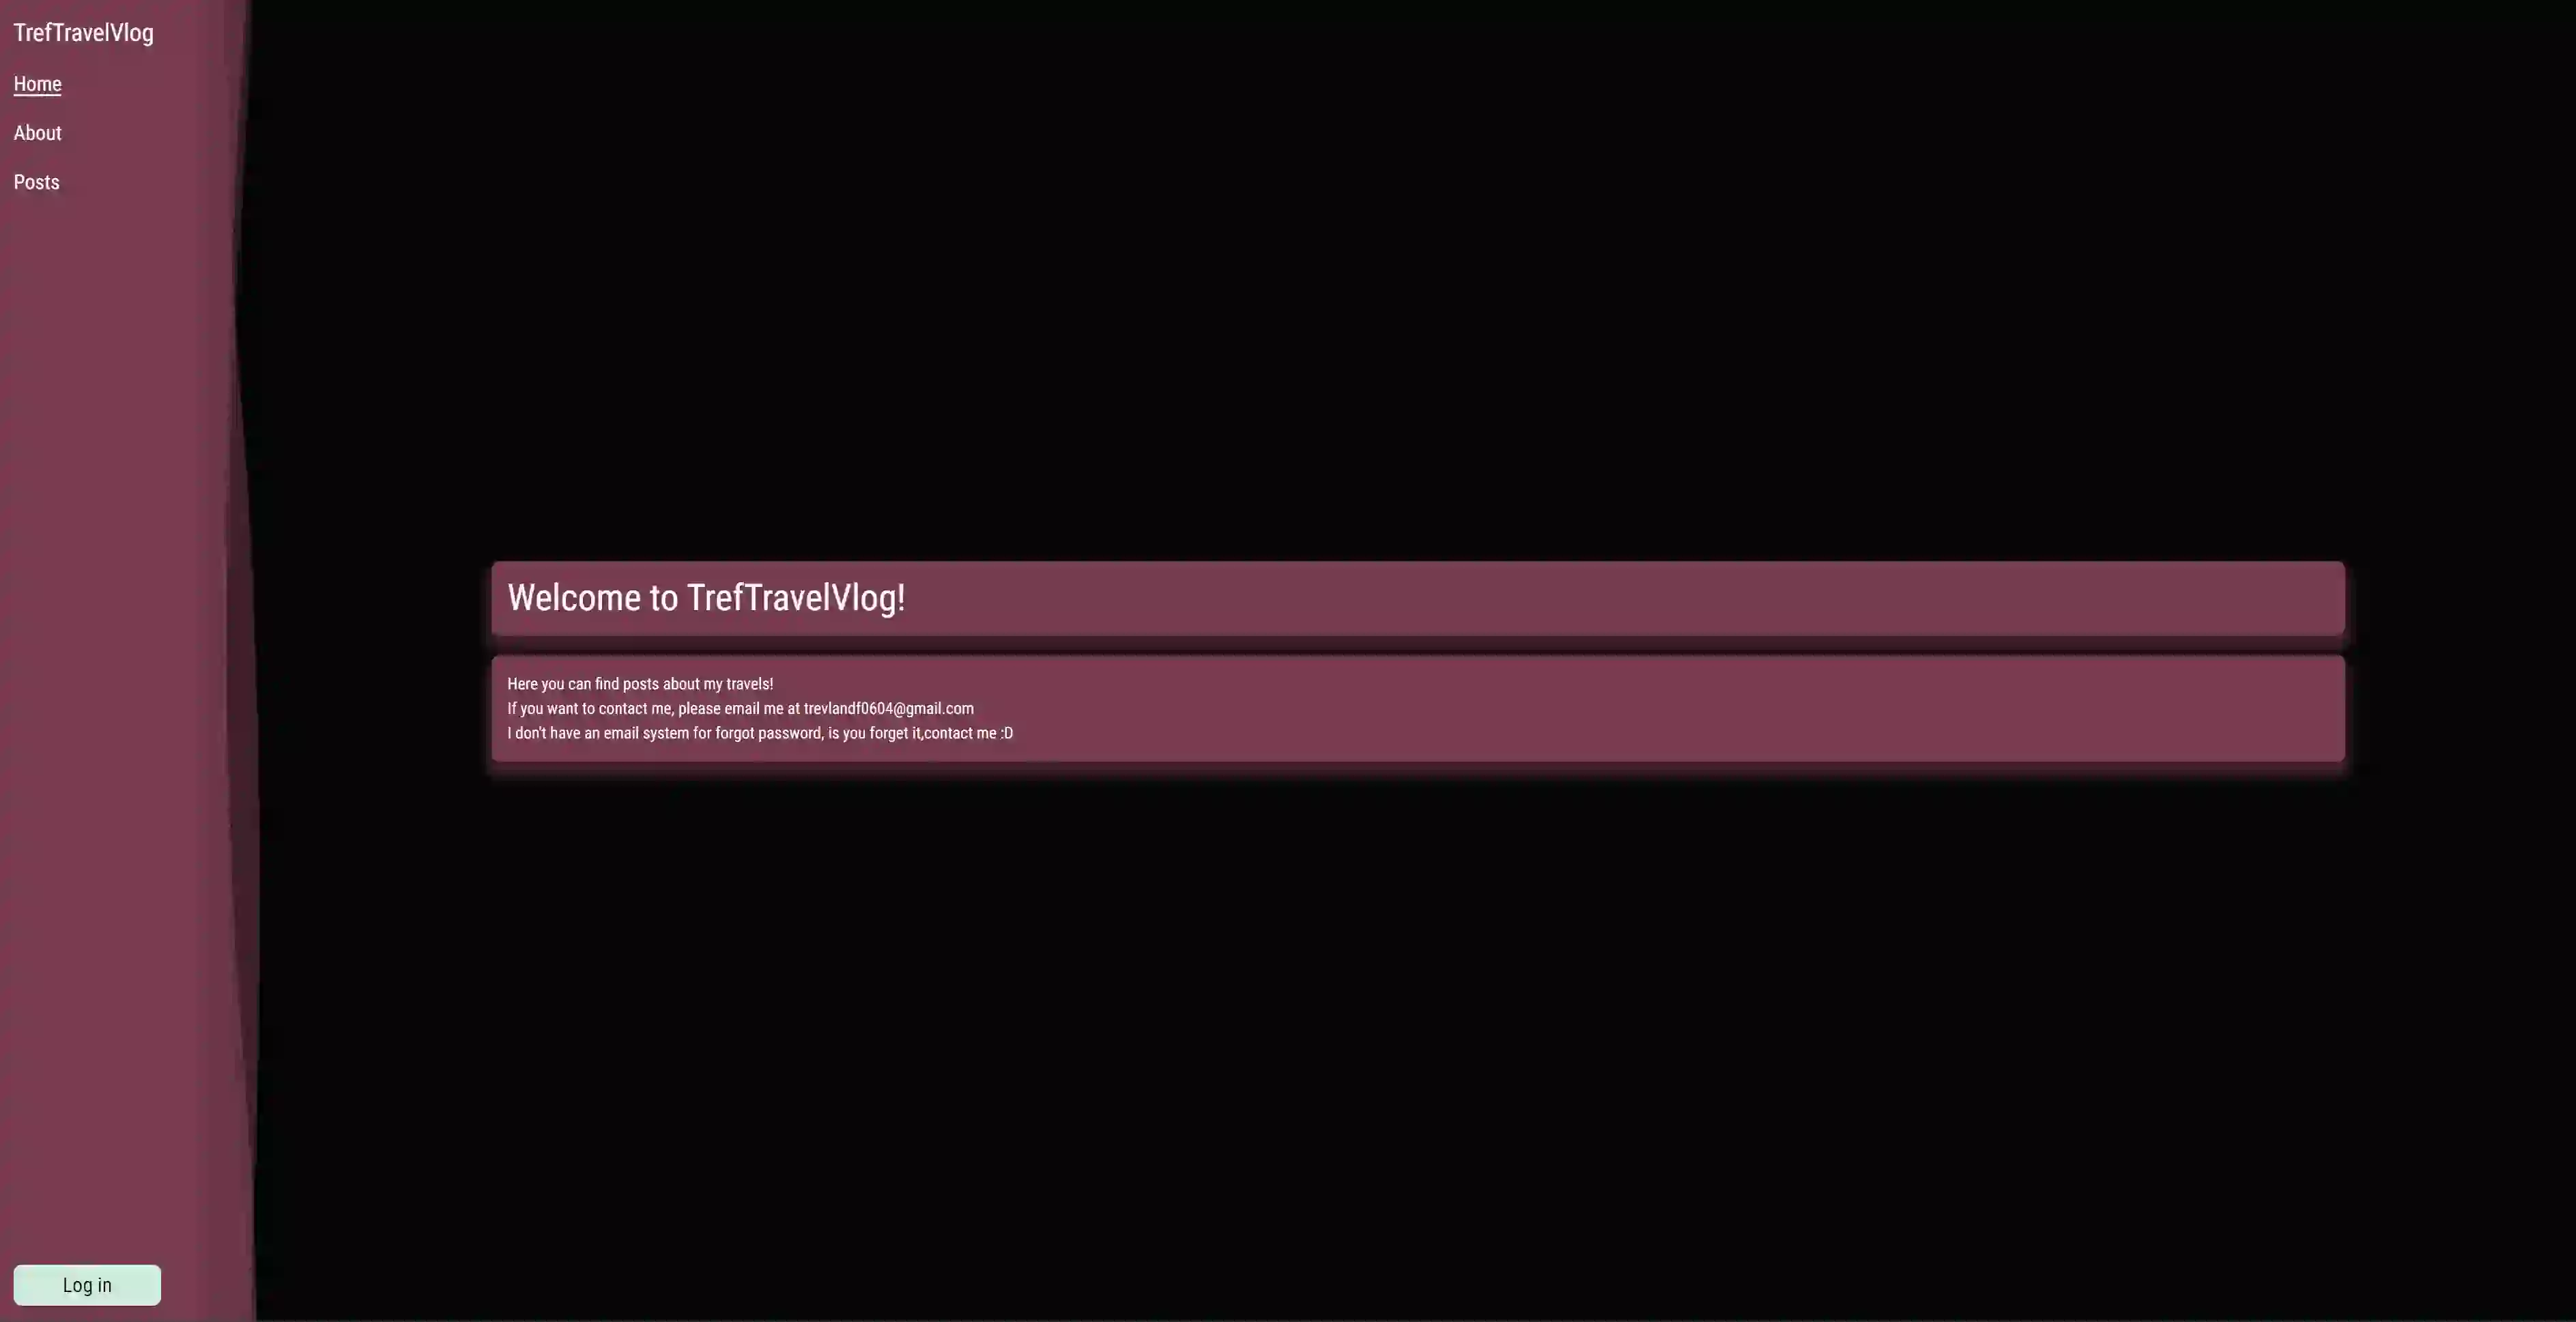 TrefTravelVlog
Home
About
Posts
Welcome to TrefTravelVlog!
Here you can find posts about my travels!
If you want to contact me, please email me at trevlandf0604@gmail.com
I don't have an email system for forgot password, is you forget it,contact me :D
Log in